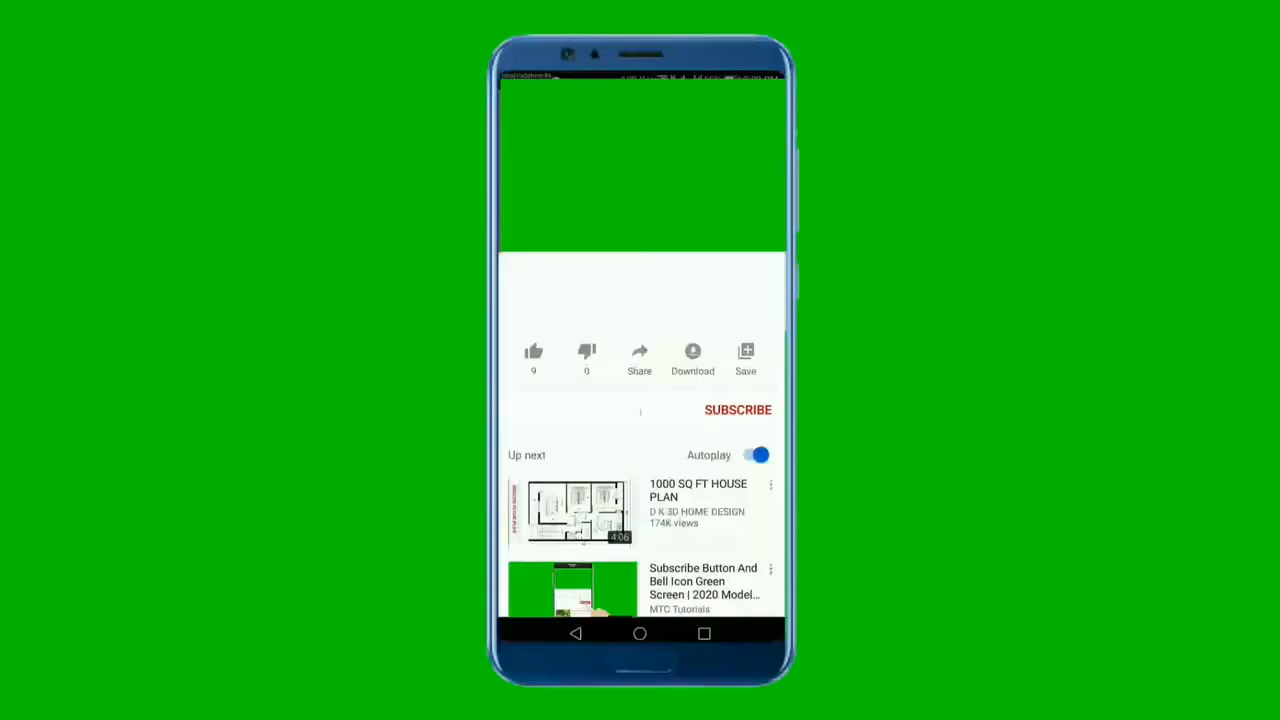 9
0
Share
Download
Save
SUBSCRIBE
Up next
Autoplay
1000 SQ FT HOUSE
PLAN
D K 3D HOME DESIGN
174K views
4:06
Subscribe Button And
Bell Icon Green
Screen | 2020 Model...
MTC Tutorials